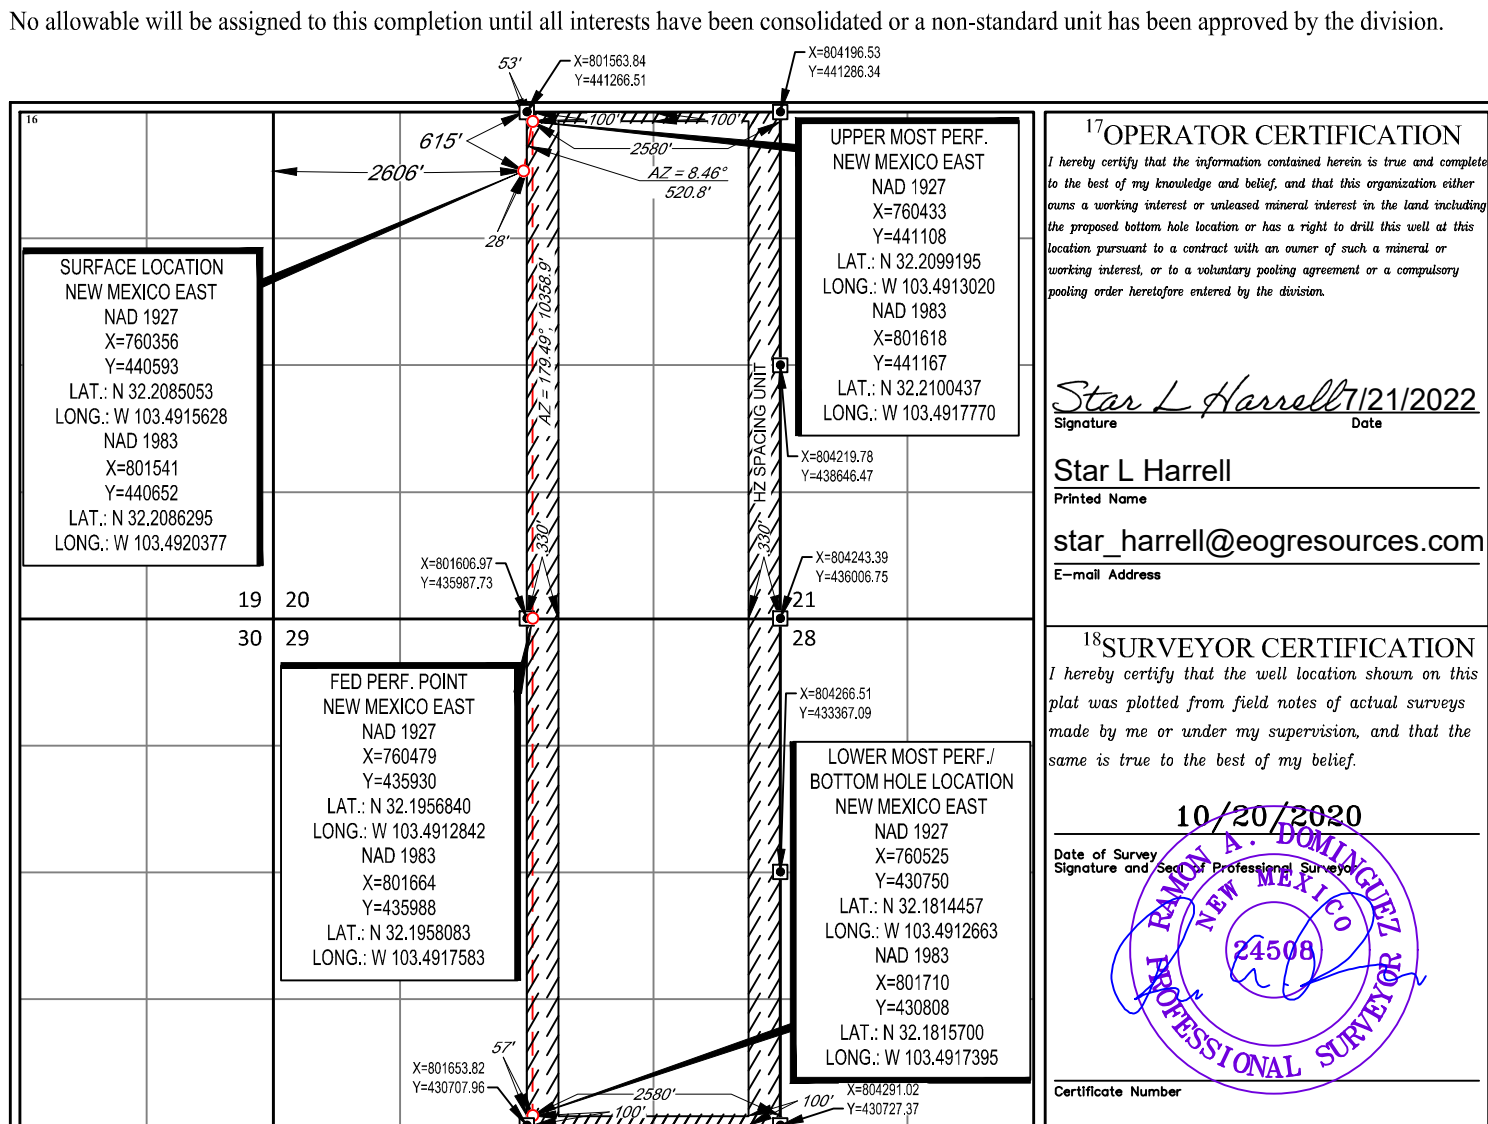 No allowable will be assigned to this completion until all interests have been consolidated or a non-standard unit has been approved by the division.
16
53'
X=801563.84
Y=441266.51
X=804196.53
Y=441286.34
615'
100'
100'
2580'
2606'
AZ = 8.46°
520.8'
28'
AZ = 179.49°, 10358.9'
SURFACE LOCATION
NEW MEXICO EAST
NAD 1927
X=760356
Y=440593
LAT.: N 32.2085053
LONG.: W 103.4915628
NAD 1983
X=801541
Y=440652
LAT.: N 32.2086295
LONG.: W 103.4920377
UPPER MOST PERF.
NEW MEXICO EAST
NAD 1927
X=760433
Y=441108
LAT.: N 32.2099195
LONG.: W 103.4913020
NAD 1983
X=801618
Y=441167
LAT.: N 32.2100437
LONG.: W 103.4917770
HZ SPACING UNIT
X=804219.78
Y=438646.47
330'
330'
X=801606.97
Y=435987.73
X=804243.39
Y=436006.75
19 20
21
30 29
28
FED PERF. POINT
NEW MEXICO EAST
NAD 1927
X=760479
Y=435930
LAT.: N 32.1956840
LONG.: W 103.4912842
NAD 1983
X=801664
Y=435988
LAT.: N 32.1958083
LONG.: W 103.4917583
X=804266.51
Y=433367.09
LOWER MOST PERF./
BOTTOM HOLE LOCATION
NEW MEXICO EAST
NAD 1927
X=760525
Y=430750
LAT.: N 32.1814457
LONG.: W 103.4912663
NAD 1983
X=801710
Y=430808
LAT.: N 32.1815700
LONG.: W 103.4917395
57'
X=801653.82
Y=430707.96
2580'
100'
100'
X=804291.02
Y=430727.37
17OPERATOR CERTIFICATION
I hereby certify that the information contained herein is true and complete
to the best of my knowledge and belief, and that this organization either
owns a working interest or unleased mineral interest in the land including
the proposed bottom hole location or has a right to drill this well at this
location pursuant to a contract with an owner of such a mineral or
working interest, or to a voluntary pooling agreement or a compulsory
pooling order heretofore entered by the division.
Star L Harrell 7/21/2022
Signature Date
Star L Harrell
Printed Name
star_harrell@eogresources.com
E-mail Address
18SURVEYOR CERTIFICATION
I hereby certify that the well location shown on this
plat was plotted from field notes of actual surveys
made by me or under my supervision, and that the
same is true to the best of my belief.
10/20/2020
Date of Survey
Signature and Seal of Professional Surveyor
RAMON A. DOMINGUEZ
NEW MEXICO
24508
PROFESSIONAL SURVEYOR
Certificate Number